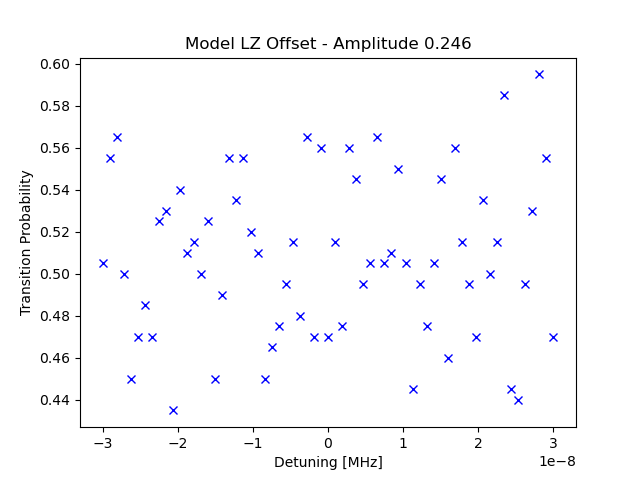 Model LZ Offset - Amplitude 0.246
Transition Probability
0.60
0.58
0.56
0.54
0.52
0.50
0.48
0.46
0.44
−3 −2 −1 0 1 2 3
1e−8
Detuning [MHz]